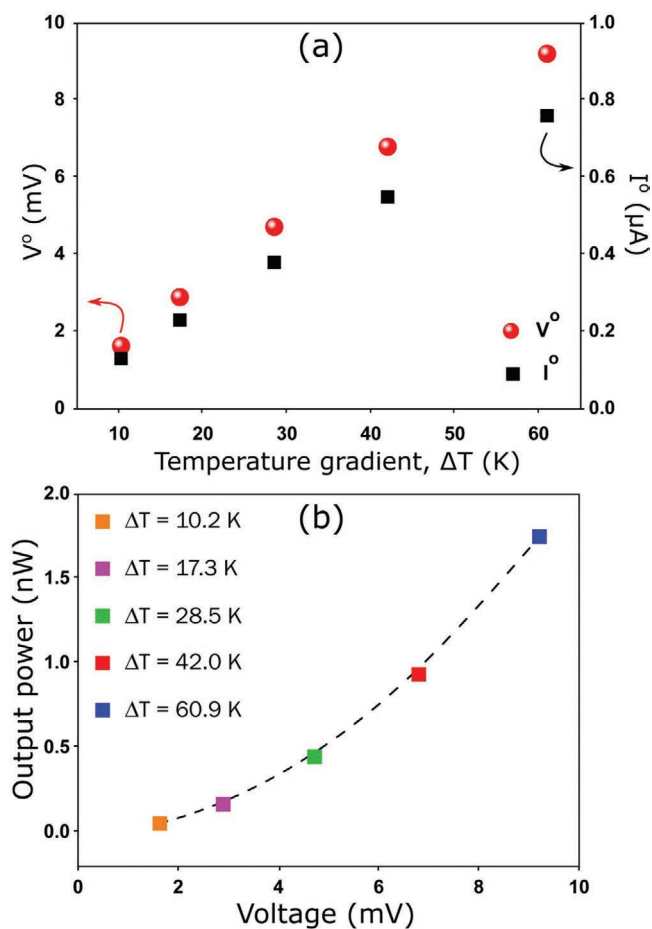 (a)
10
8
6
4
2
0
V° (mV)
1.0
0.8
0.6
0.4
0.2
0.0
I° (µA)
V°
I°
10 20 30 40 50 60
Temperature gradient, ΔT (K)
(b)
2.0
1.5
1.0
0.5
0.0
Output power (nW)
ΔT = 10.2 K
ΔT = 17.3 K
ΔT = 28.5 K
ΔT = 42.0 K
ΔT = 60.9 K
0 2 4 6 8 10
Voltage (mV)